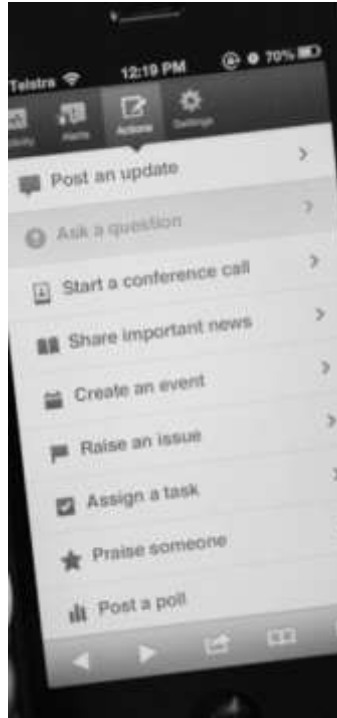 Telstra 12:19 PM 70%
Alerts Actions Settings
Post an update
Ask a question
Start a conference call
Share important news
Create an event
Raise an issue
Assign a task
Praise someone
Post a poll